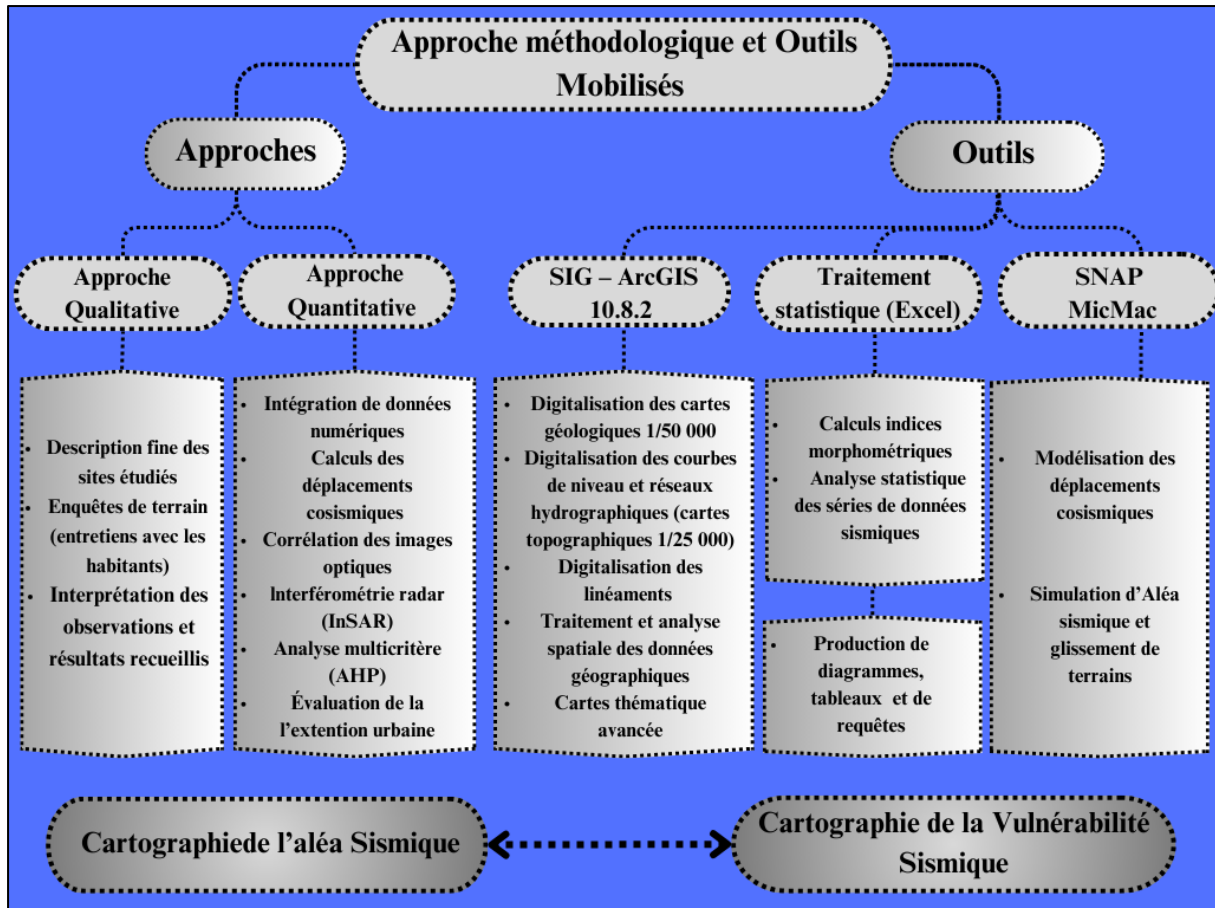 Approche méthodologique et Outils
Mobilisés
Approches
Outils
Approche
Qualitative
Approche
Quantitative
SIG – ArcGIS
10.8.2
Traitement
statistique (Excel)
SNAP
MicMac
• Description fine des
sites étudiés
• Enquêtes de terrain
(entretiens avec les
habitants)
• Interprétation des
observations et
résultats recueillis
• Intégration de données
numériques
• Calculs des
déplacements
cosismiques
• Corrélation des images
optiques
• Interférométrie radar
(InSAR)
• Analyse multicritère
(AHP)
• Évaluation de la
l’extention urbaine
• Digitalisation des cartes
géologiques 1/50 000
• Digitalisation des courbes
de niveau et réseaux
hydrographiques (cartes
topographiques 1/25 000)
• Digitalisation des
linéaments
• Traitement et analyse
spatiale des données
géographiques
• Cartes thématique
avancée
• Calculs indices
morphométriques
• Analyse statistique
des séries de données
sismiques
• Production de
diagrammes,
tableaux et de
requêtes
• Modélisation des
déplacements
cosismiques
• Simulation d’Aléa
sismique et
glissement de
terrains
Cartographiede l’aléa Sismique
Cartographie de la Vulnérabilité
Sismique